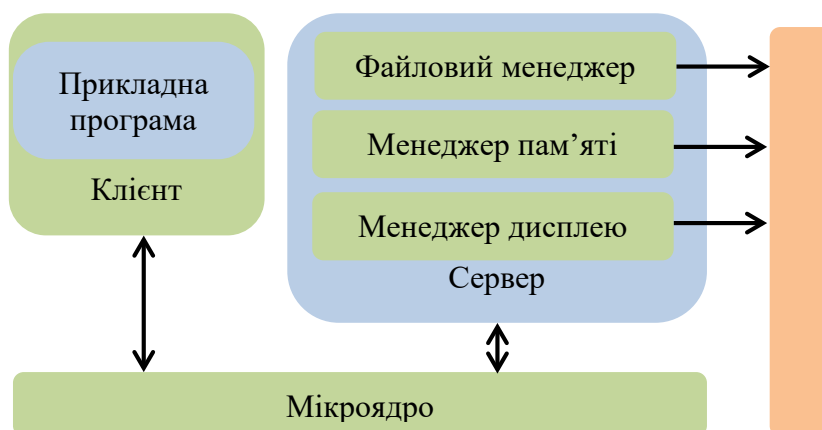 Прикладна
програма
Клієнт
Файловий менеджер
Менеджер пам’яті
Менеджер дисплею
Сервер
Мікроядро